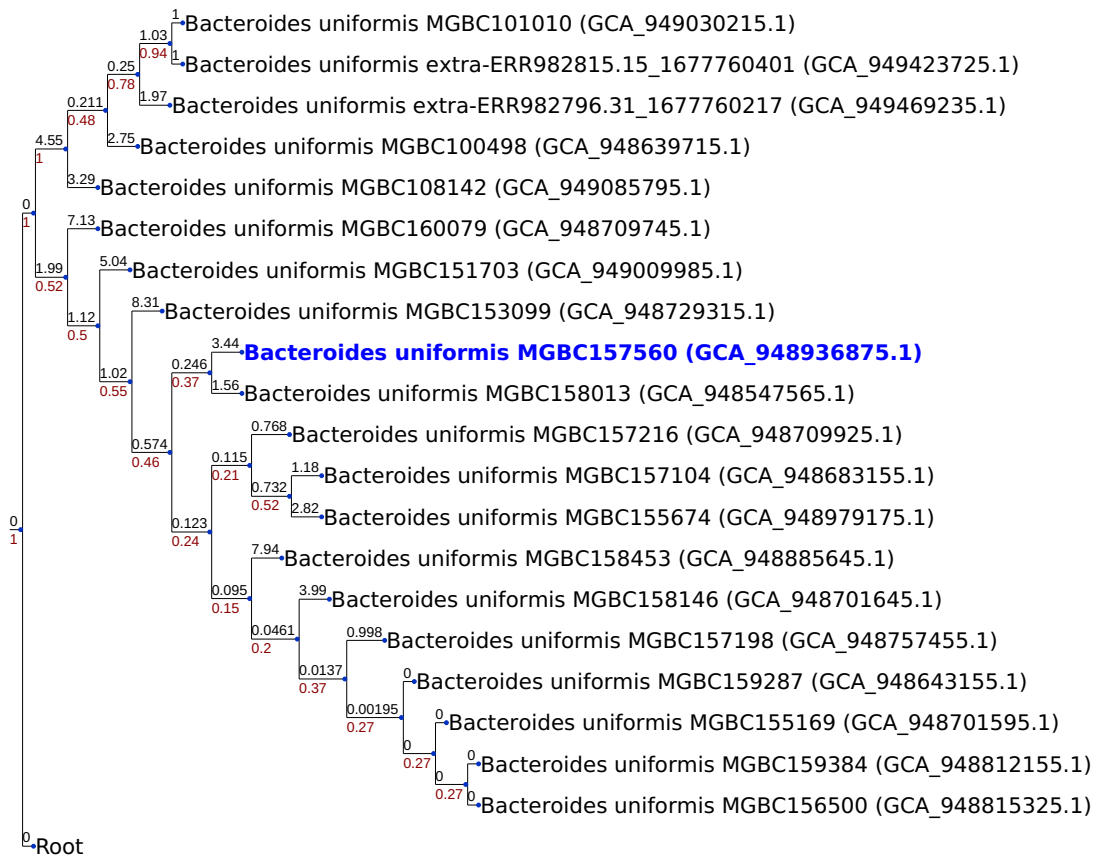 1
Bacteroides uniformis MGBC101010 (GCA_949030215.1)
1.03
0.94
1
Bacteroides uniformis extra-ERR982815.15_1677760401 (GCA_949423725.1)
0.25
0.78
1.97
Bacteroides uniformis extra-ERR982796.31_1677760217 (GCA_949469235.1)
0.211
0.48
2.75
Bacteroides uniformis MGBC100498 (GCA_948639715.1)
4.55
1
3.29
Bacteroides uniformis MGBC108142 (GCA_949085795.1)
0
1
7.13
Bacteroides uniformis MGBC160079 (GCA_948709745.1)
1.99
0.52
5.04
Bacteroides uniformis MGBC151703 (GCA_949009985.1)
1.12
0.5
8.31
Bacteroides uniformis MGBC153099 (GCA_948729315.1)
1.02
0.55
3.44
Bacteroides uniformis MGBC157560 (GCA_948936875.1)
0.246
0.37
1.56
Bacteroides uniformis MGBC158013 (GCA_948547565.1)
0.574
0.46
0.768
Bacteroides uniformis MGBC157216 (GCA_948709925.1)
0.115
0.21
1.18
Bacteroides uniformis MGBC157104 (GCA_948683155.1)
0.732
0.52
2.82
Bacteroides uniformis MGBC155674 (GCA_948979175.1)
0
1
0.123
0.24
7.94
Bacteroides uniformis MGBC158453 (GCA_948885645.1)
0.095
0.15
3.99
Bacteroides uniformis MGBC158146 (GCA_948701645.1)
0.0461
0.2
0.998
Bacteroides uniformis MGBC157198 (GCA_948757455.1)
0.0137
0.37
0
Bacteroides uniformis MGBC159287 (GCA_948643155.1)
0.00195
0.27
0
Bacteroides uniformis MGBC155169 (GCA_948701595.1)
0
0.27
0
Bacteroides uniformis MGBC159384 (GCA_948812155.1)
0
0.27
0
Bacteroides uniformis MGBC156500 (GCA_948815325.1)
0
Root